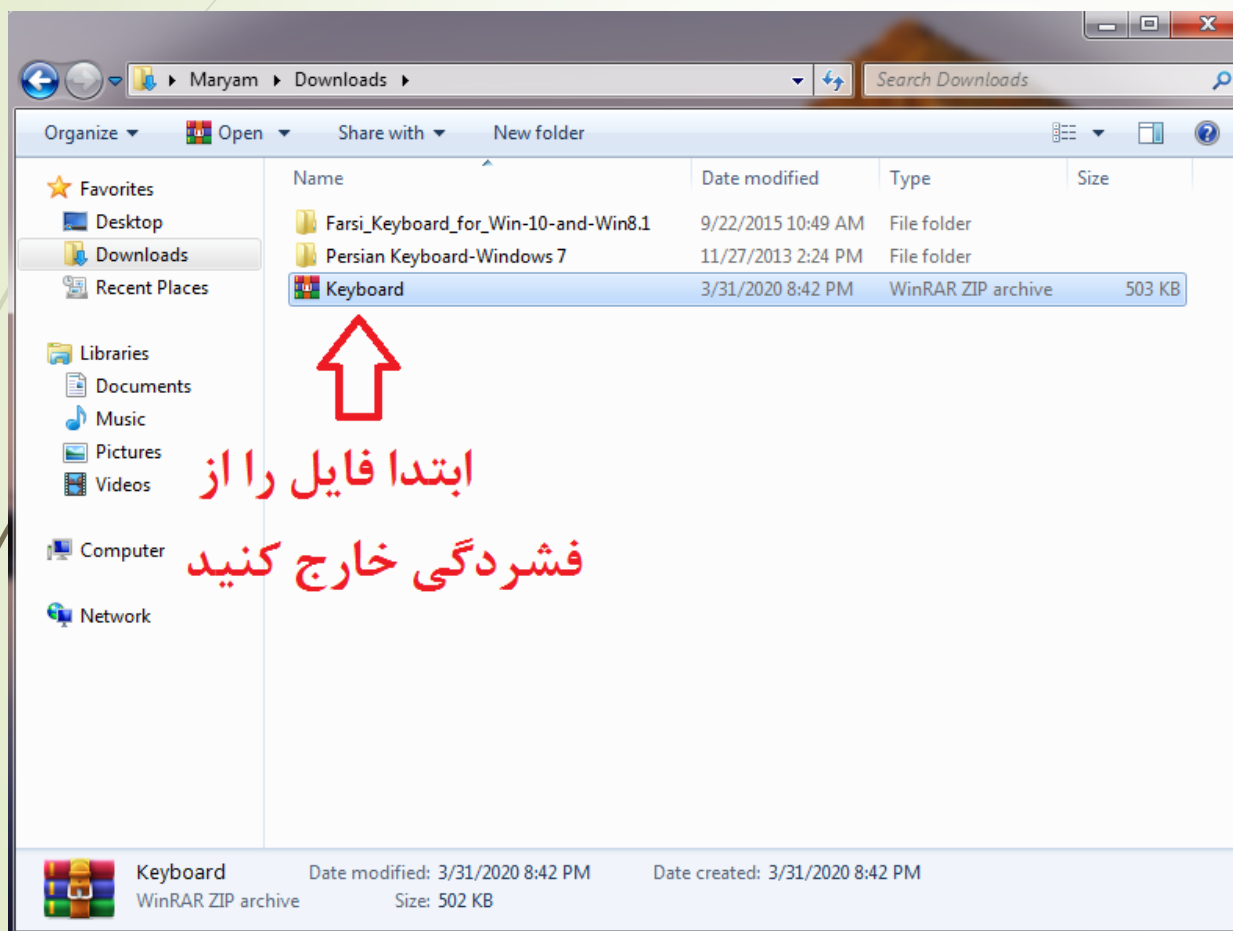 Maryam ▸ Downloads ▸
Search Downloads
Organize Open Share with New folder
Name Date modified Type Size
Favorites
Desktop
Downloads
Recent Places
Libraries
Documents
Music
Pictures
Videos
Computer
Network
Farsi_Keyboard_for_Win-10-and-Win8.1 9/22/2015 10:49 AM File folder
Persian Keyboard-Windows 7 11/27/2013 2:24 PM File folder
Keyboard 3/31/2020 8:42 PM WinRAR ZIP archive 503 KB
ابتدا فایل را از
فشردگی خارج کنید
Keyboard Date modified: 3/31/2020 8:42 PM Date created: 3/31/2020 8:42 PM
WinRAR ZIP archive Size: 502 KB